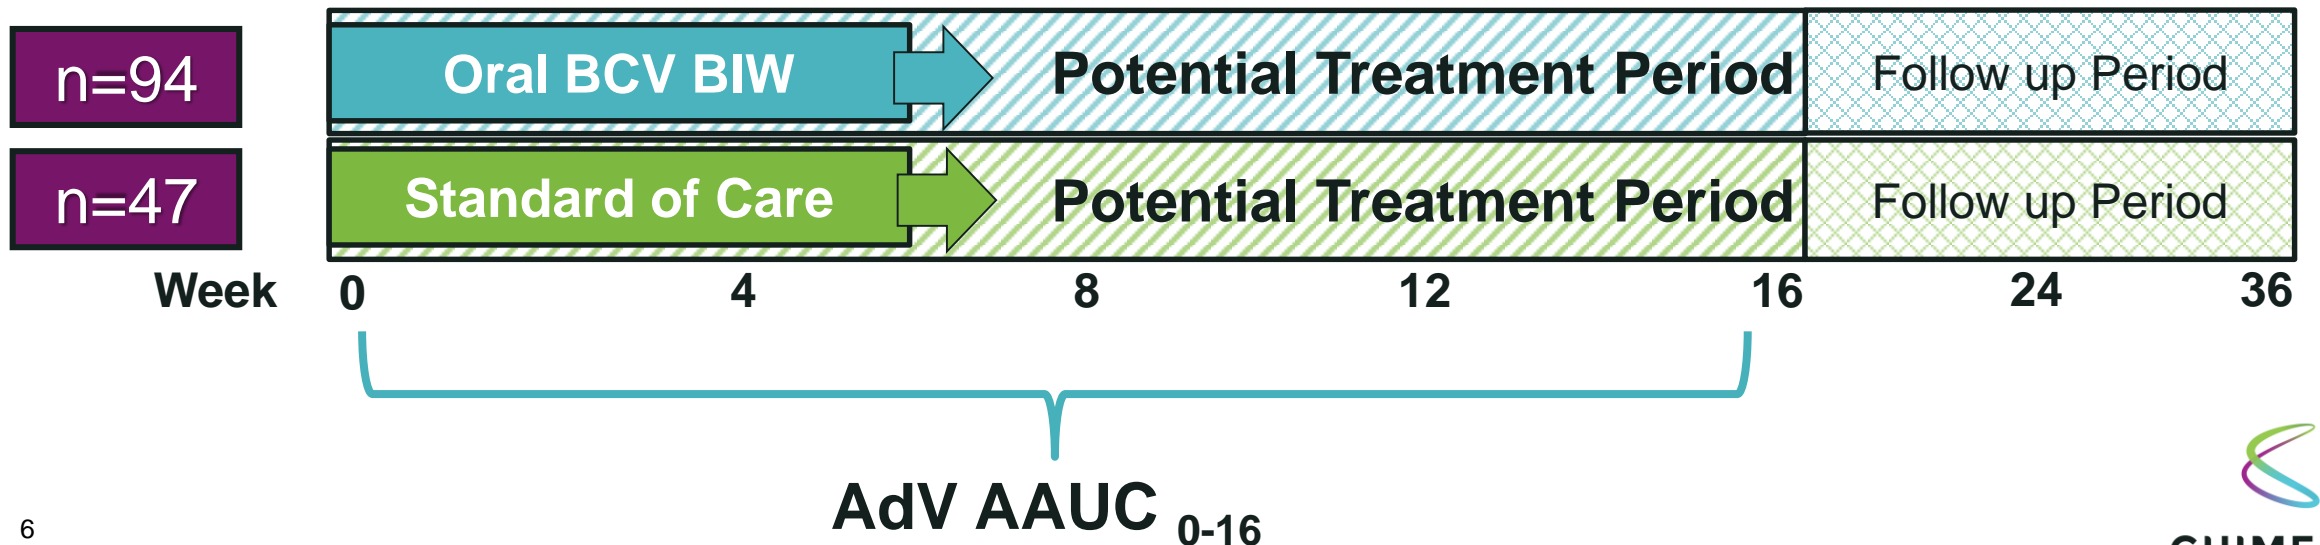 n=94 Oral BCV BIW Potential Treatment Period Follow up Period
n=47 Standard of Care Potential Treatment Period Follow up Period
Week 0 4 8 12 16 24 36
AdV AAUC 0-16
6